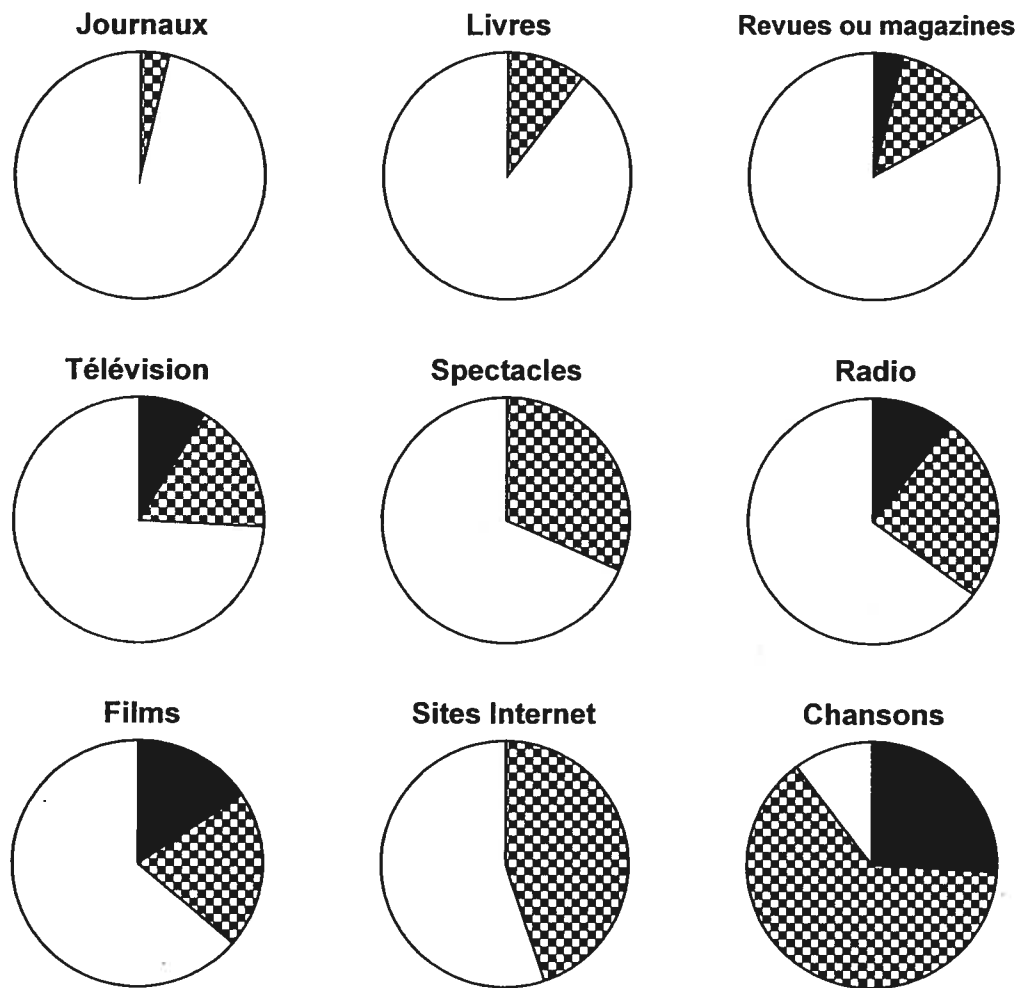 Journaux
Livres
Revues ou magazines
Télévision
Spectacles
Radio
Films
Sites Internet
Chansons